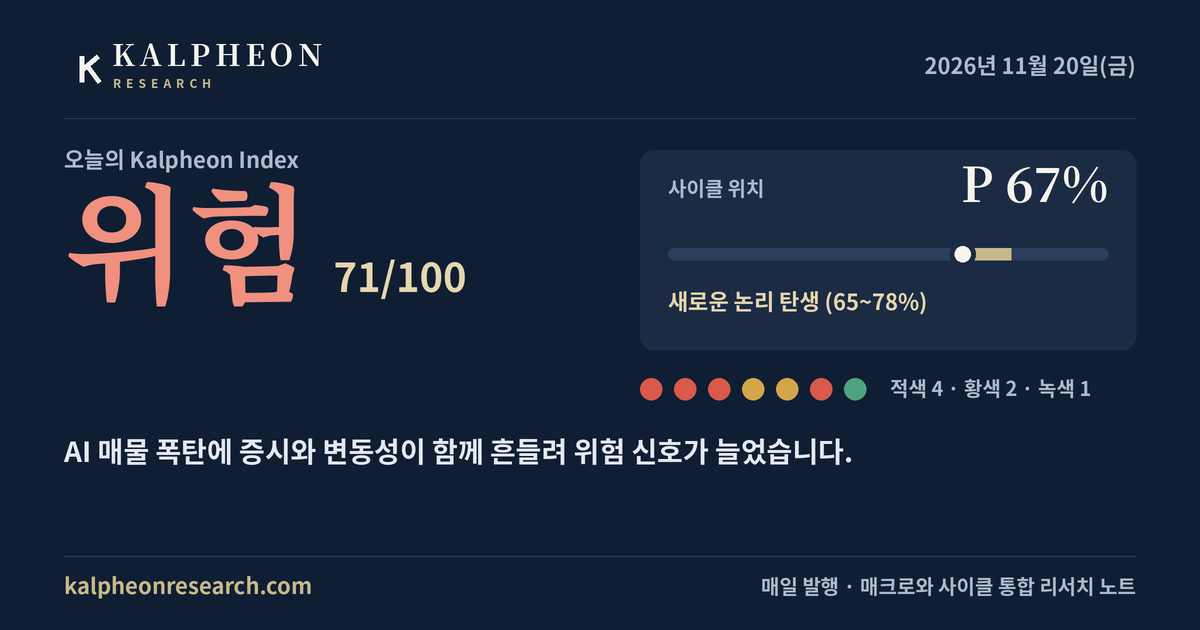 K KALPHEON
RESEARCH
2026년 11월 20일(금)
오늘의 Kalpheon Index
위험 71/100
사이클 위치 P 67%
새로운 논리 탄생 (65~78%)
적색 4 · 황색 2 · 녹색 1
AI 매물 폭탄에 증시와 변동성이 함께 흔들려 위험 신호가 늘었습니다.
kalpheonresearch.com
매일 발행 · 매크로와 사이클 통합 리서치 노트